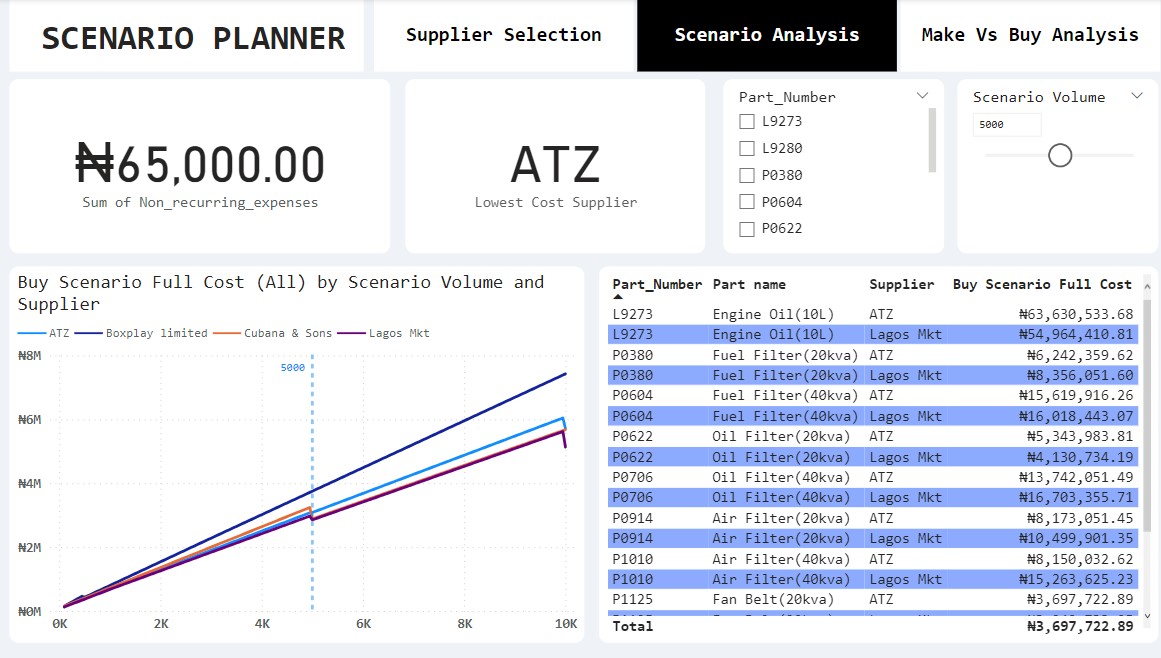 SCENARIO PLANNER
Supplier Selection
Scenario Analysis
Make Vs Buy Analysis
₦65,000.00
Sum of Non_recurring_expenses
ATZ
Lowest Cost Supplier
Part_Number
L9273
L9280
P0380
P0604
P0622
Scenario Volume
5000
Buy Scenario Full Cost (All) by Scenario Volume and
Supplier
ATZ Boxplay limited Cubana & Sons Lagos Mkt
₦8M
₦6M
₦4M
₦2M
₦0M
5000
0K 2K 4K 6K 8K 10K
Part_Number Part name Supplier Buy Scenario Full Cost
L9273 Engine Oil(10L) ATZ ₦63,630,533.68
L9273 Engine Oil(10L) Lagos Mkt ₦54,964,410.81
P0380 Fuel Filter(20kva) ATZ ₦6,242,359.62
P0380 Fuel Filter(20kva) Lagos Mkt ₦8,356,051.60
P0604 Fuel Filter(40kva) ATZ ₦15,619,916.26
P0604 Fuel Filter(40kva) Lagos Mkt ₦16,018,443.07
P0622 Oil Filter(20kva) ATZ ₦5,343,983.81
P0622 Oil Filter(20kva) Lagos Mkt ₦4,130,734.19
P0706 Oil Filter(40kva) ATZ ₦13,742,051.49
P0706 Oil Filter(40kva) Lagos Mkt ₦16,703,355.71
P0914 Air Filter(20kva) ATZ ₦8,173,051.45
P0914 Air Filter(20kva) Lagos Mkt ₦10,499,901.35
P1010 Air Filter(40kva) ATZ ₦8,150,032.62
P1010 Air Filter(40kva) Lagos Mkt ₦15,263,625.23
P1125 Fan Belt(20kva) ATZ ₦3,697,722.89
Total ₦3,697,722.89